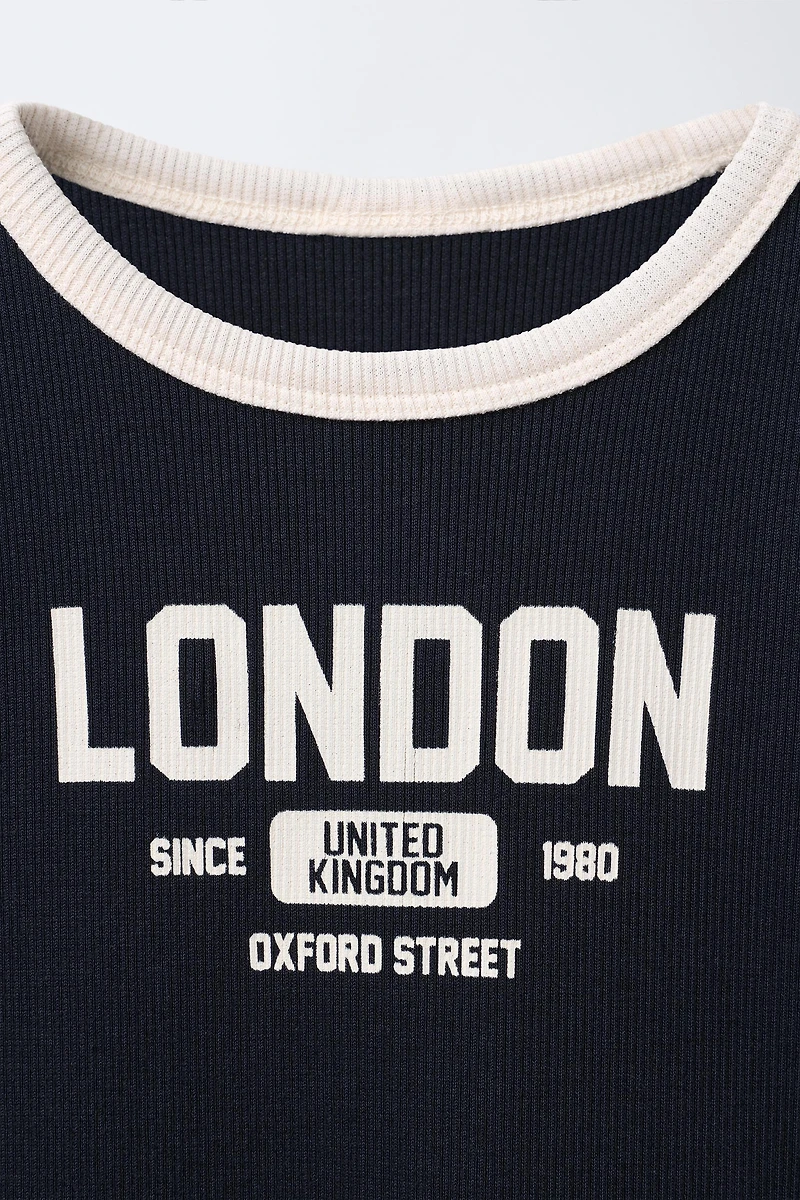 LONDON
SINCE UNITED KINGDOM 1980
OXFORD STREET